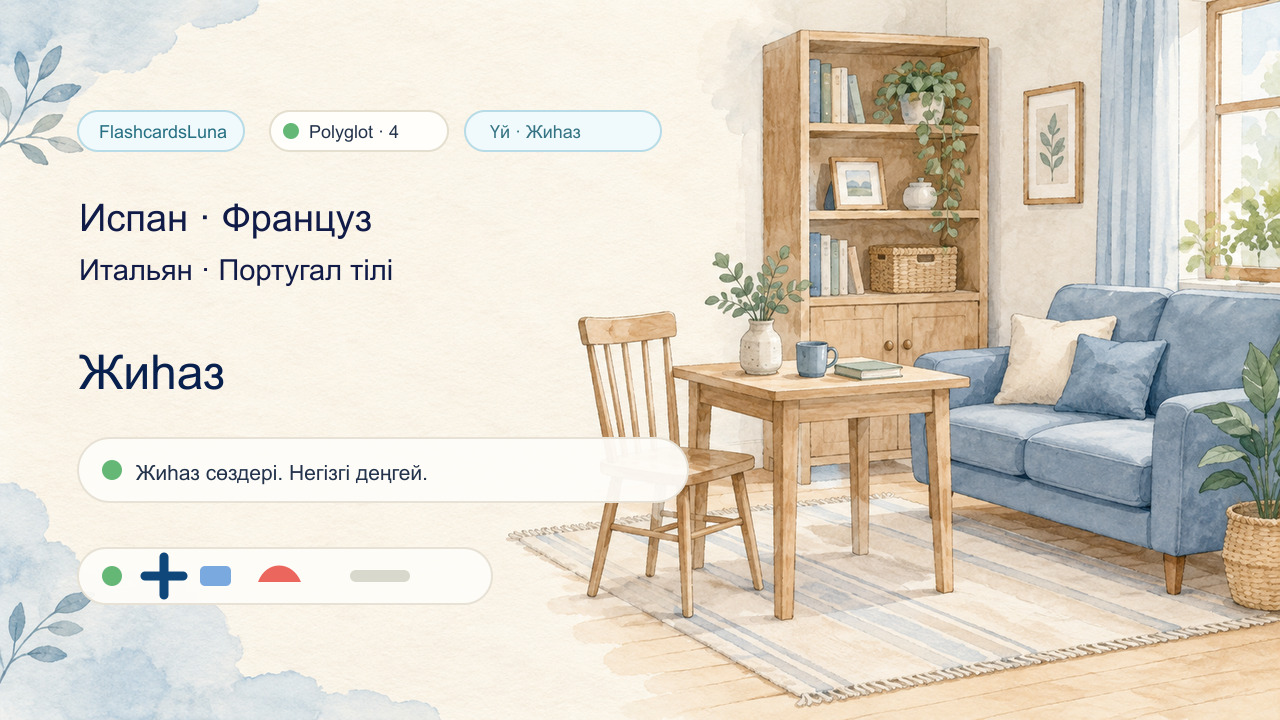 FlashcardsLuna
Polyglot · 4
Үй · Жиһаз
Испан · Француз
Итальян · Португал тілі
Жиһаз
Жиһаз сөздері. Негізгі деңгей.